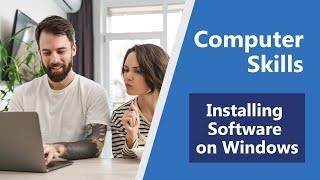 Computer
Skills
Installing
Software
on Windows